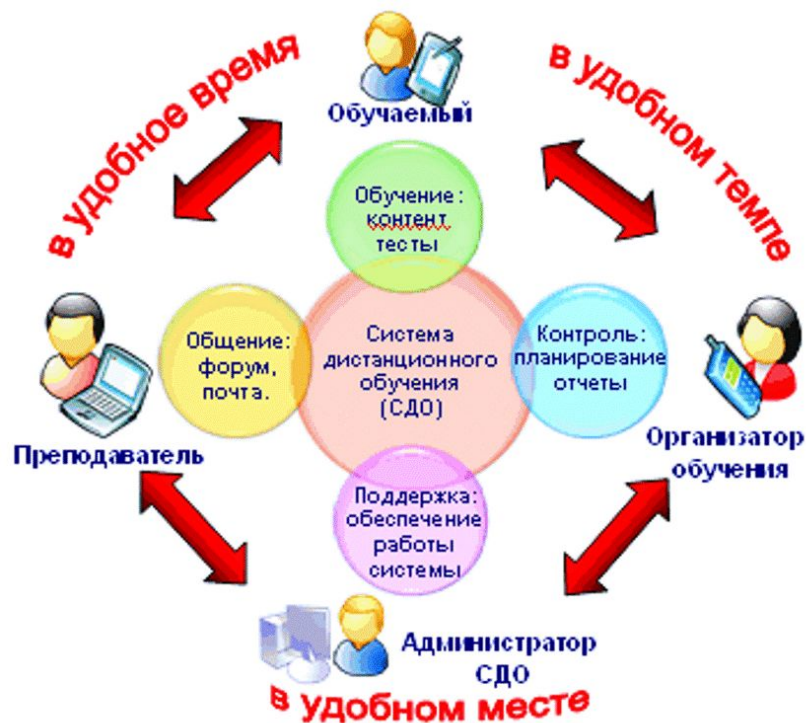 в удобное время
в удобном темпе
Обучаемый
Обучение:
контент
тесты
Общение:
форум,
почта.
Система
дистанционного
обучения
(СДО)
Контроль:
планирование
отчеты
Преподаватель
Организатор
обучения
Поддержка:
обеспечение
работы
системы
Администратор
СДО
в удобном месте